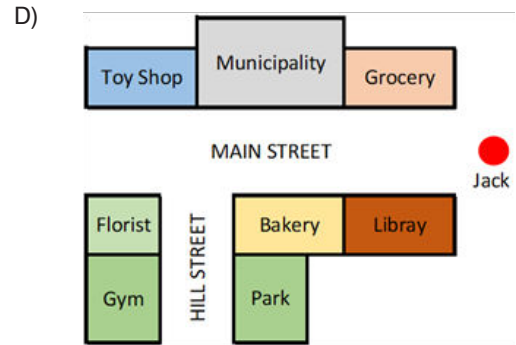 D)
Toy Shop
Municipality
Grocery
MAIN STREET
Jack
Florist
HILL STREET
Bakery
Libray
Gym
Park